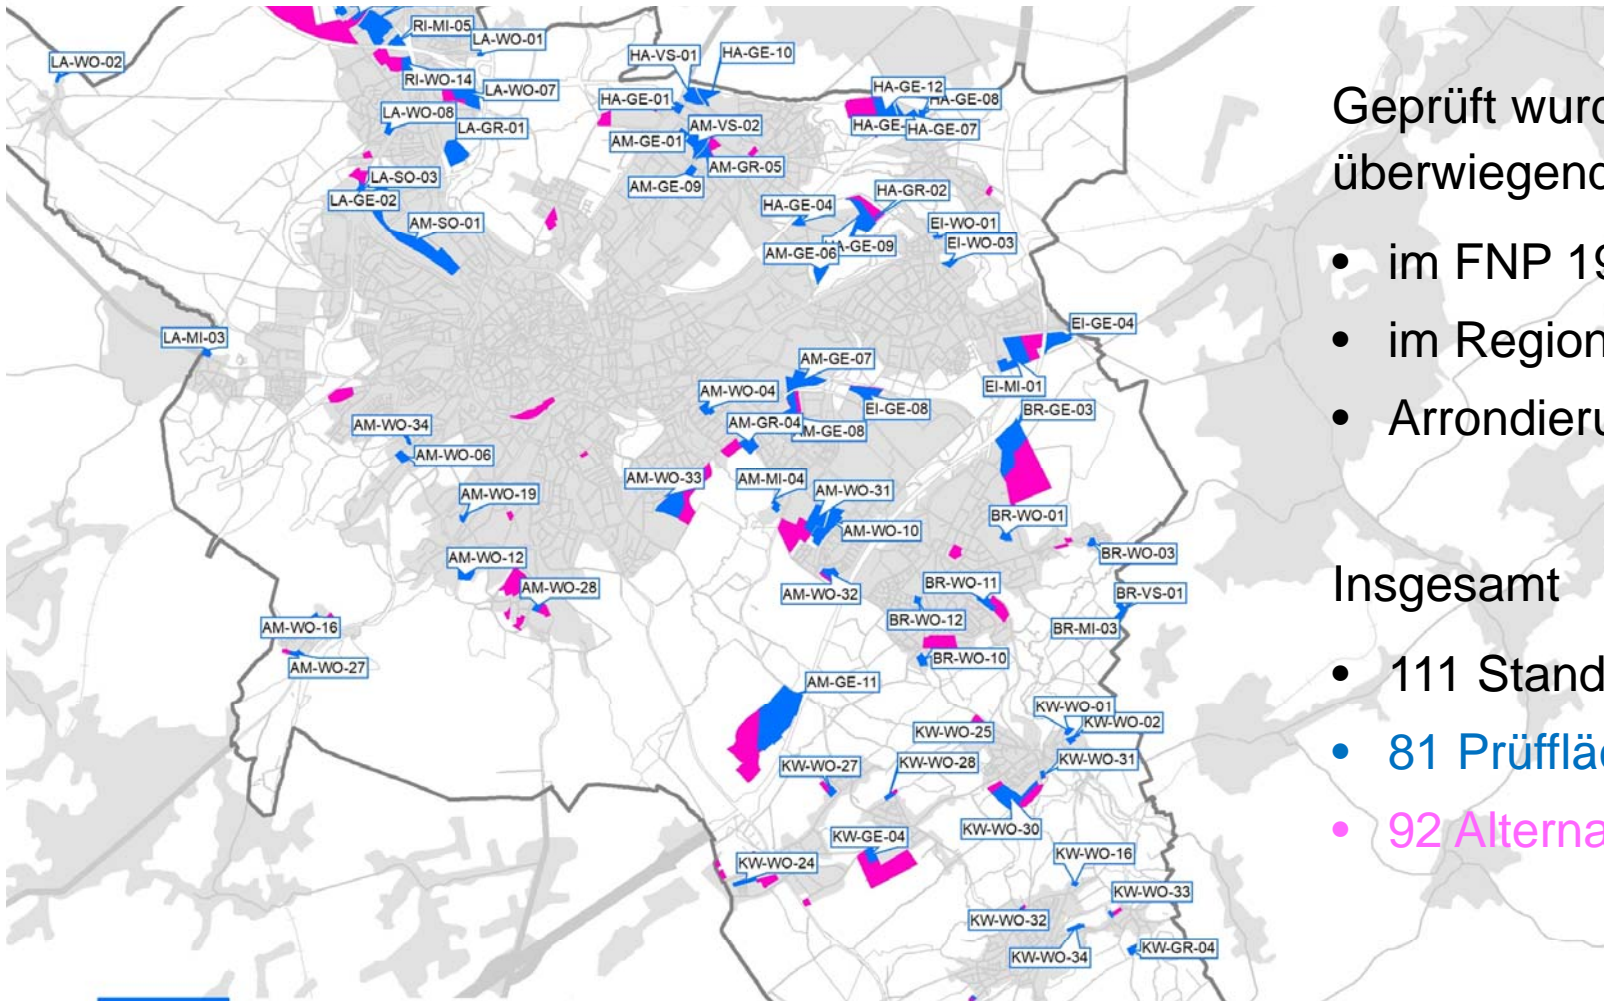 RI-MI-05
LA-WO-01
LA-WO-02
HA-VS-01
HA-GE-10
RI-WO-14
LA-WO-07
HA-GE-12
HA-GE-08
HA-GE-01
LA-WO-08
LA-GR-01
AM-VS-02
HA-GE-
HA-GE-07
AM-GE-01
AM-GR-05
LA-SO-03
AM-GE-09
HA-GR-02
LA-GE-02
HA-GE-04
AM-SO-01
EI-WO-01
EI-WO-03
AM-GE-06
HA-GE-09
LA-MI-03
EI-GE-04
AM-GE-07
EI-MI-01
AM-WO-04
EI-GE-08
BR-GE-03
AM-WO-34
AM-GR-04
AM-GE-08
AM-WO-06
AM-WO-33
AM-MI-04
AM-WO-19
AM-WO-31
BR-WO-01
AM-WO-10
BR-WO-03
AM-WO-12
AM-WO-28
AM-WO-32
BR-WO-11
BR-VS-01
AM-WO-16
BR-WO-12
BR-MI-03
AM-WO-27
BR-WO-10
AM-GE-11
KW-WO-01
KW-WO-02
KW-WO-25
KW-WO-27
KW-WO-28
KW-WO-31
KW-WO-30
KW-GE-04
KW-WO-24
KW-WO-16
KW-WO-33
KW-WO-32
KW-WO-34
KW-GR-04
Geprüft wurd
überwiegend
• im FNP 19
• im Region
• Arrondieru
Insgesamt
• 111 Stand
• 81 Prüfflä
• 92 Alterna